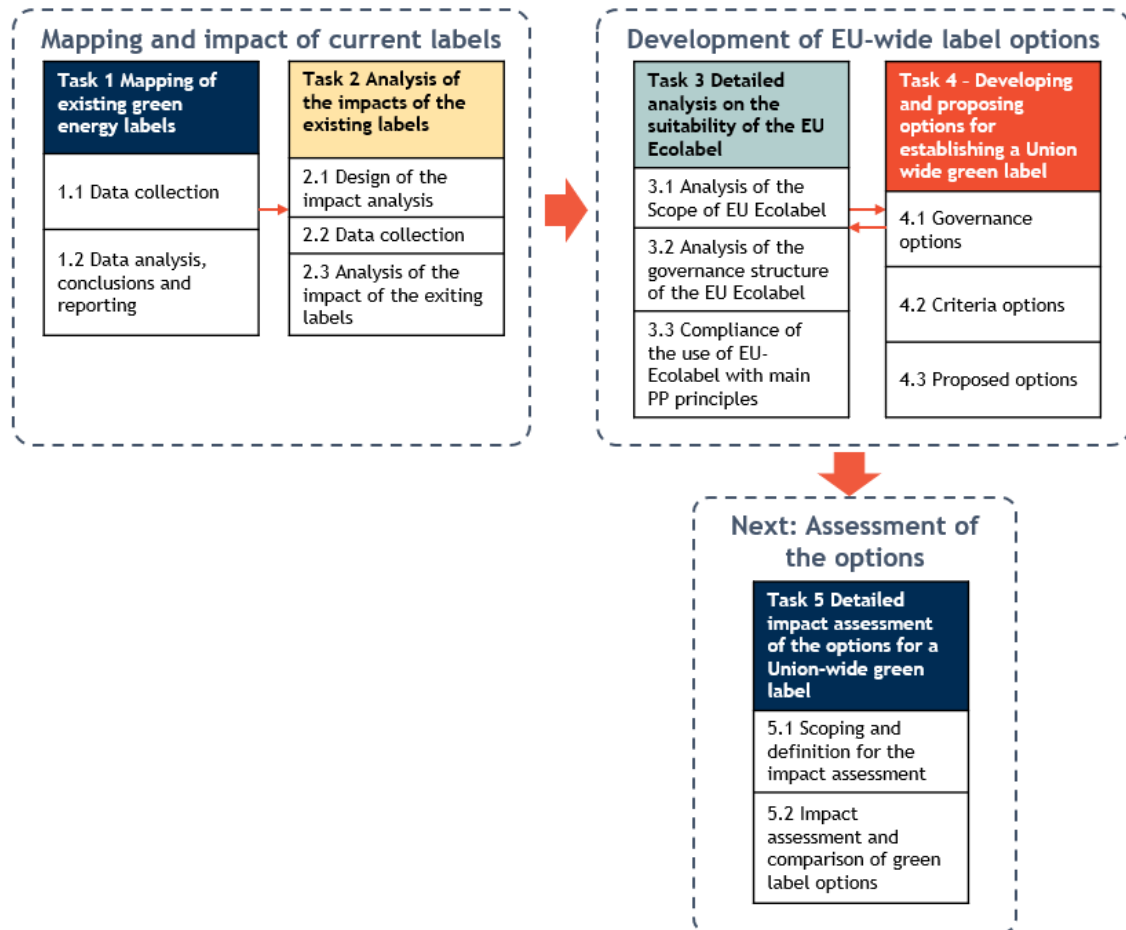 Mapping and impact of current labels
Task 1 Mapping of
existing green
energy labels
1.1 Data collection
1.2 Data analysis,
conclusions and
reporting
Task 2 Analysis of
the impacts of the
existing labels
2.1 Design of the
impact analysis
2.2 Data collection
2.3 Analysis of the
impact of the exiting
labels
Development of EU-wide label options
Task 3 Detailed
analysis on the
suitability of the EU
Ecolabel
3.1 Analysis of the
Scope of EU Ecolabel
3.2 Analysis of the
governance structure
of the EU Ecolabel
3.3 Compliance of
the use of EU-
Ecolabel with main
PP principles
Task 4 – Developing
and proposing
options for
establishing a Union
wide green label
4.1 Governance
options
4.2 Criteria options
4.3 Proposed options
Next: Assessment of
the options
Task 5 Detailed
impact assessment
of the options for a
Union-wide green
label
5.1 Scoping and
definition for the
impact assessment
5.2 Impact
assessment and
comparison of green
label options